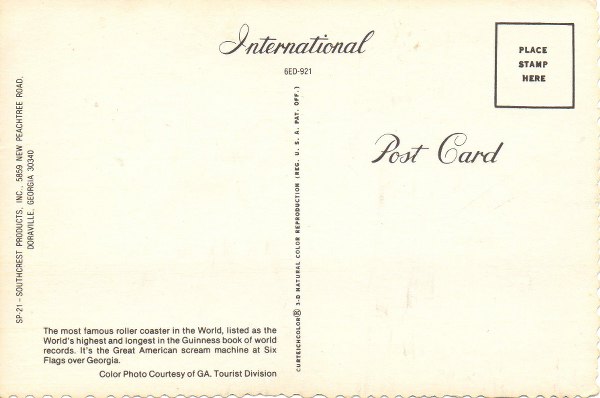 International
6ED-921
PLACE
STAMP
HERE
Post Card
SP-21 - SOUTHCREST PRODUCTS, INC., 5859 NEW PEACHTREE ROAD,
DORAVILLE, GEORGIA 30340
CURTEICHCOLOR® 3-D NATURAL COLOR REPRODUCTION (REG. U. S. A. PAT. OFF.)
The most famous roller coaster in the World, listed as the
World's highest and longest in the Guinness book of world
records. It's the Great American scream machine at Six
Flags over Georgia.
Color Photo Courtesy of GA. Tourist Division